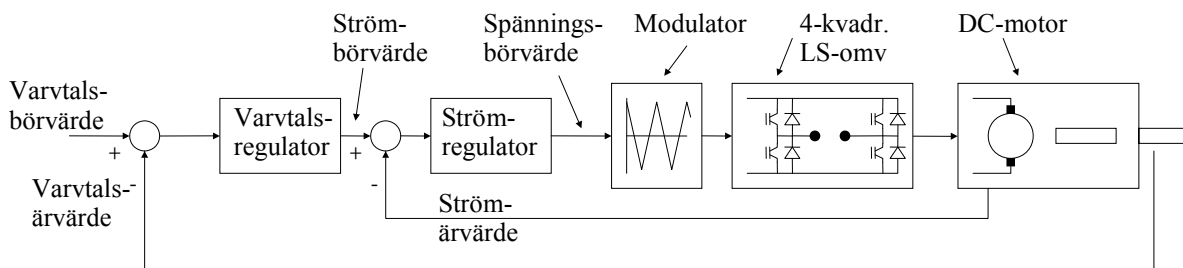 Ström-
börvärde
Spännings-
börvärde
Modulator
4-kvadr.
LS-omv
DC-motor
Varvtals-
börvärde
+
-
Varvtals-
regulator
+
-
Ström-
regulator
Varvtals-
ärvärde
Ström-
ärvärde